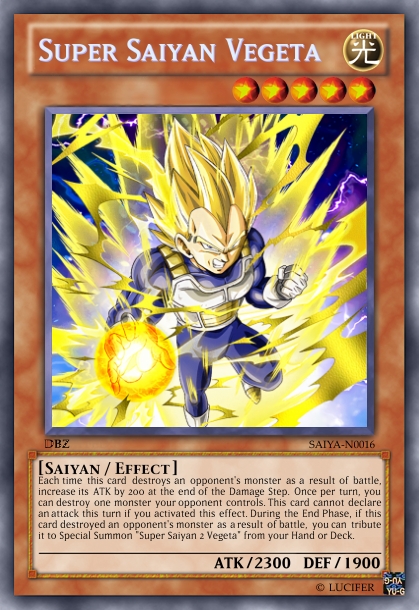 SUPER SAIYAN VEGETA
LIGHT
光
DBZ
SAIYA-N0016
[SAIYAN / EFFECT]
Each time this card destroys an opponent's monster as a result of battle,
increase its ATK by 200 at the end of the Damage Step. Once per turn, you
can destroy one monster your opponent controls. This card cannot declare
an attack this turn if you activated this effect. During the End Phase, if this
card destroyed an opponent's monster as a result of battle, you can tribute
it to Special Summon "Super Saiyan 2 Vegeta" from your Hand or Deck.
ATK/2300 DEF/1900
© LUCIFER